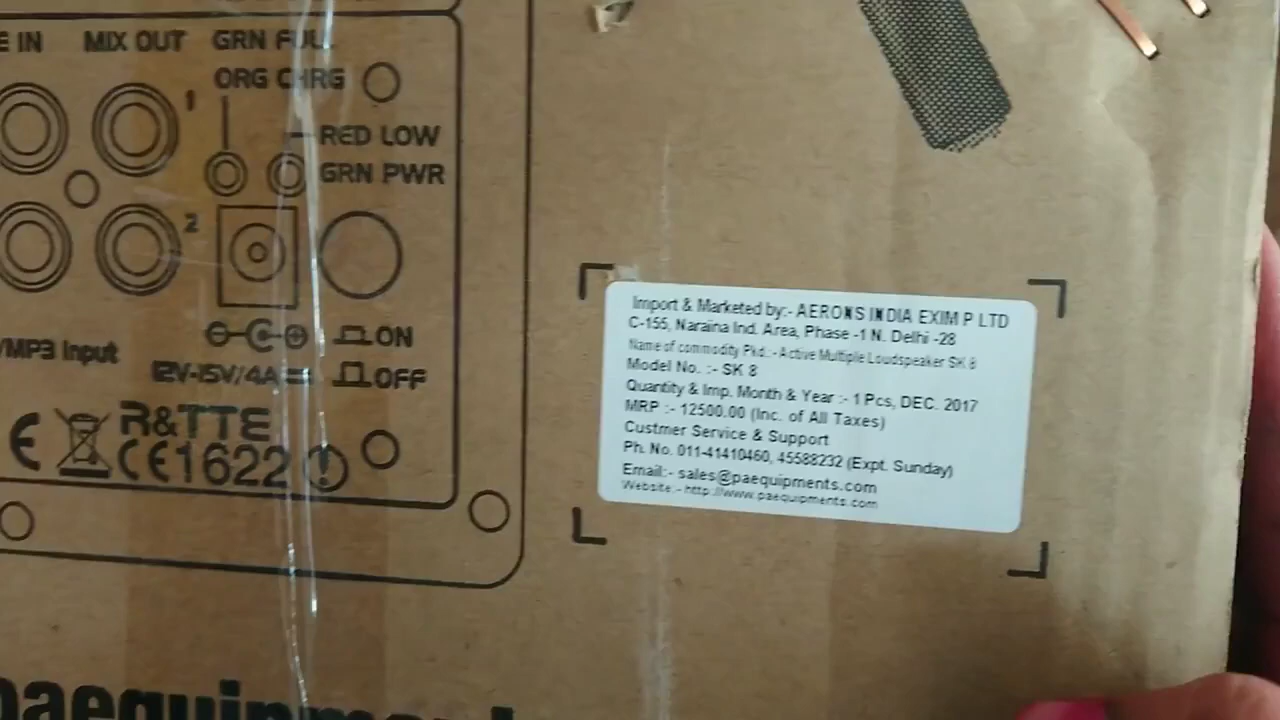 E IN MIX OUT GRN FULL
ORG CHRG
1
RED LOW
GRN PWR
2
ON
/MP3 Input
12V-15V/4A
OFF
R&TTE
CE1622
Import & Marketed by:- AERONS INDIA EXIM P LTD
C-155, Naraina Ind. Area, Phase -1 N. Delhi -28
Name of commodity Pkd.:- Active Multiple Loudspeaker SK 8
Model No. :- SK 8
Quantity & Imp. Month & Year :- 1 Pcs, DEC. 2017
MRP :- 12500.00 (Inc. of All Taxes)
Custmer Service & Support
Ph. No. 011-41410460, 45588232 (Expt. Sunday)
Email:- sales@paequipments.com
Website:- http://www.paequipments.com